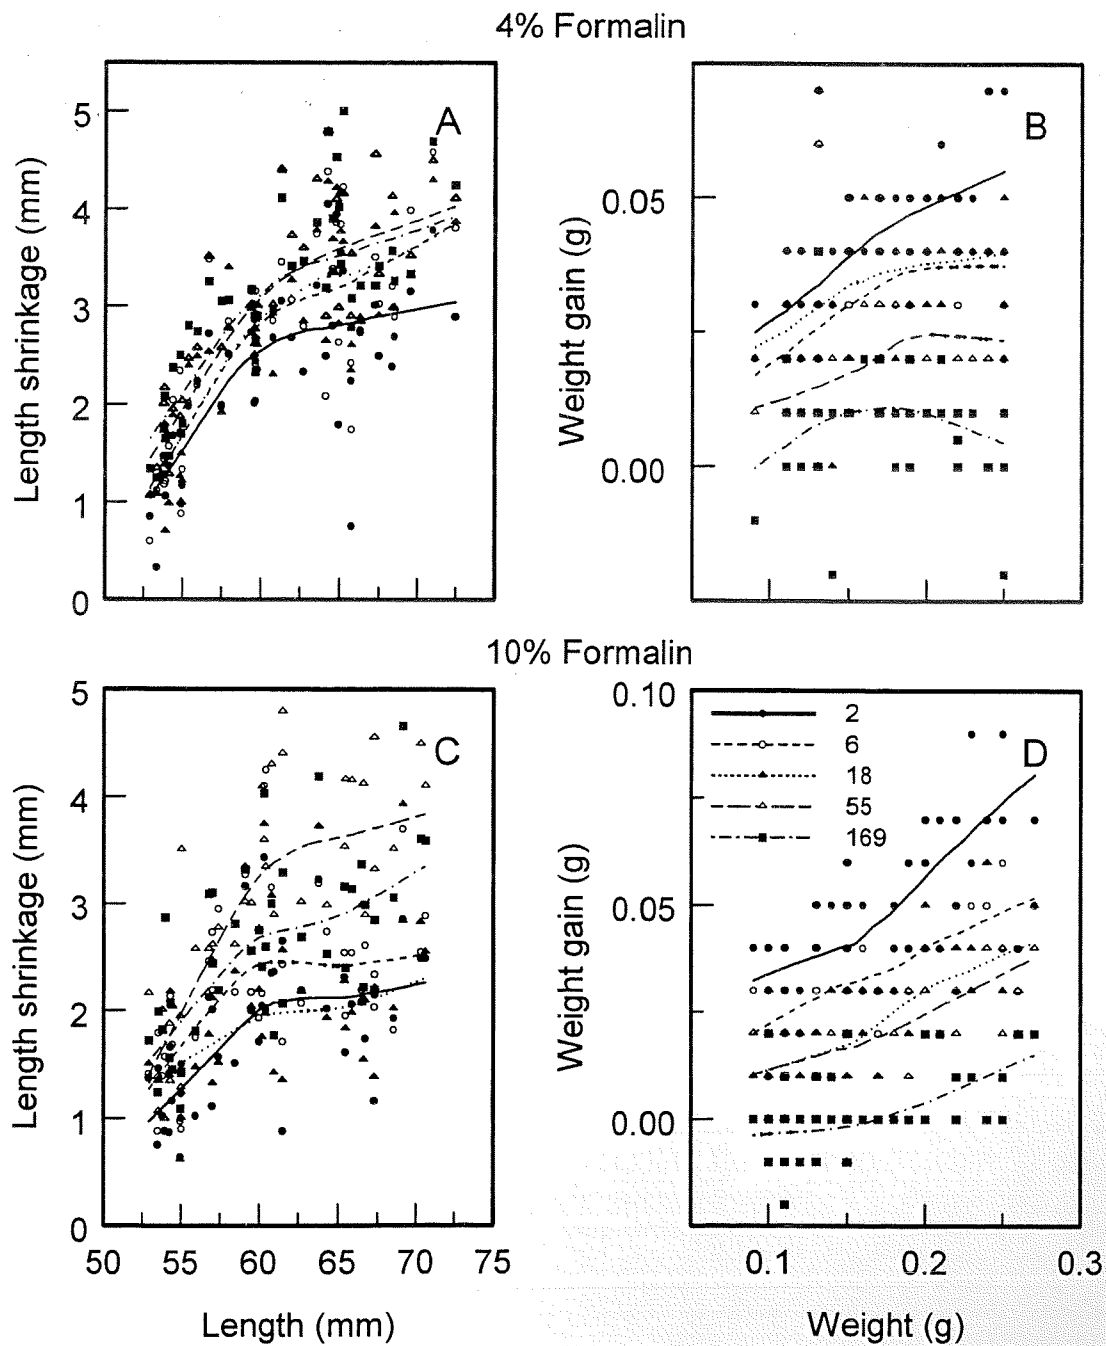 4% Formalin
Length shrinkage (mm)
5
4
3
2
1
0
A
Weight gain (g)
0.05
0.00
B
10% Formalin
Length shrinkage (mm)
5
4
3
2
1
0
C
50 55 60 65 70 75
Length (mm)
Weight gain (g)
0.10
0.05
0.00
2
6
18
55
169
D
0.1 0.2 0.3
Weight (g)